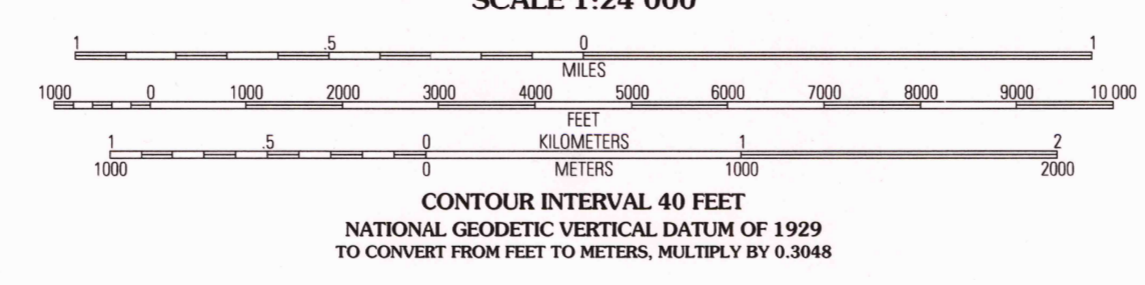 SCALE 1:24 000
1 .5 0 1
MILES
1000 0 1000 2000 3000 4000 5000 6000 7000 8000 9000 10 000
FEET
1 .5 0 KILOMETERS 1 2
1000 0 METERS 1000 2000
CONTOUR INTERVAL 40 FEET
NATIONAL GEODETIC VERTICAL DATUM OF 1929
TO CONVERT FROM FEET TO METERS, MULTIPLY BY 0.3048